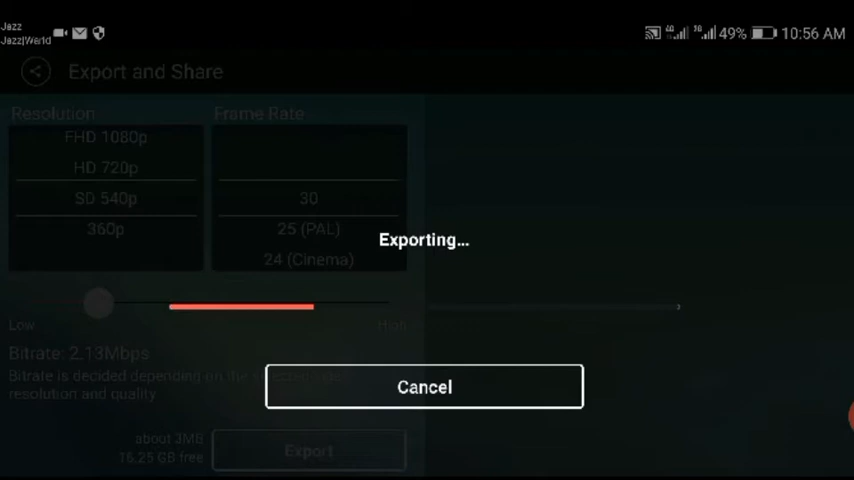 Jazz
Jazz|World
49% 10:56 AM
Export and Share
Resolution
Frame Rate
FHD 1080p
HD 720p
SD 540p
360p
30
25 (PAL)
24 (Cinema)
Exporting...
Low
High
Bitrate: 2.13Mbps
Bitrate is decided depending on the
resolution and quality
Cancel
about 3MB
16.25 GB free
Export